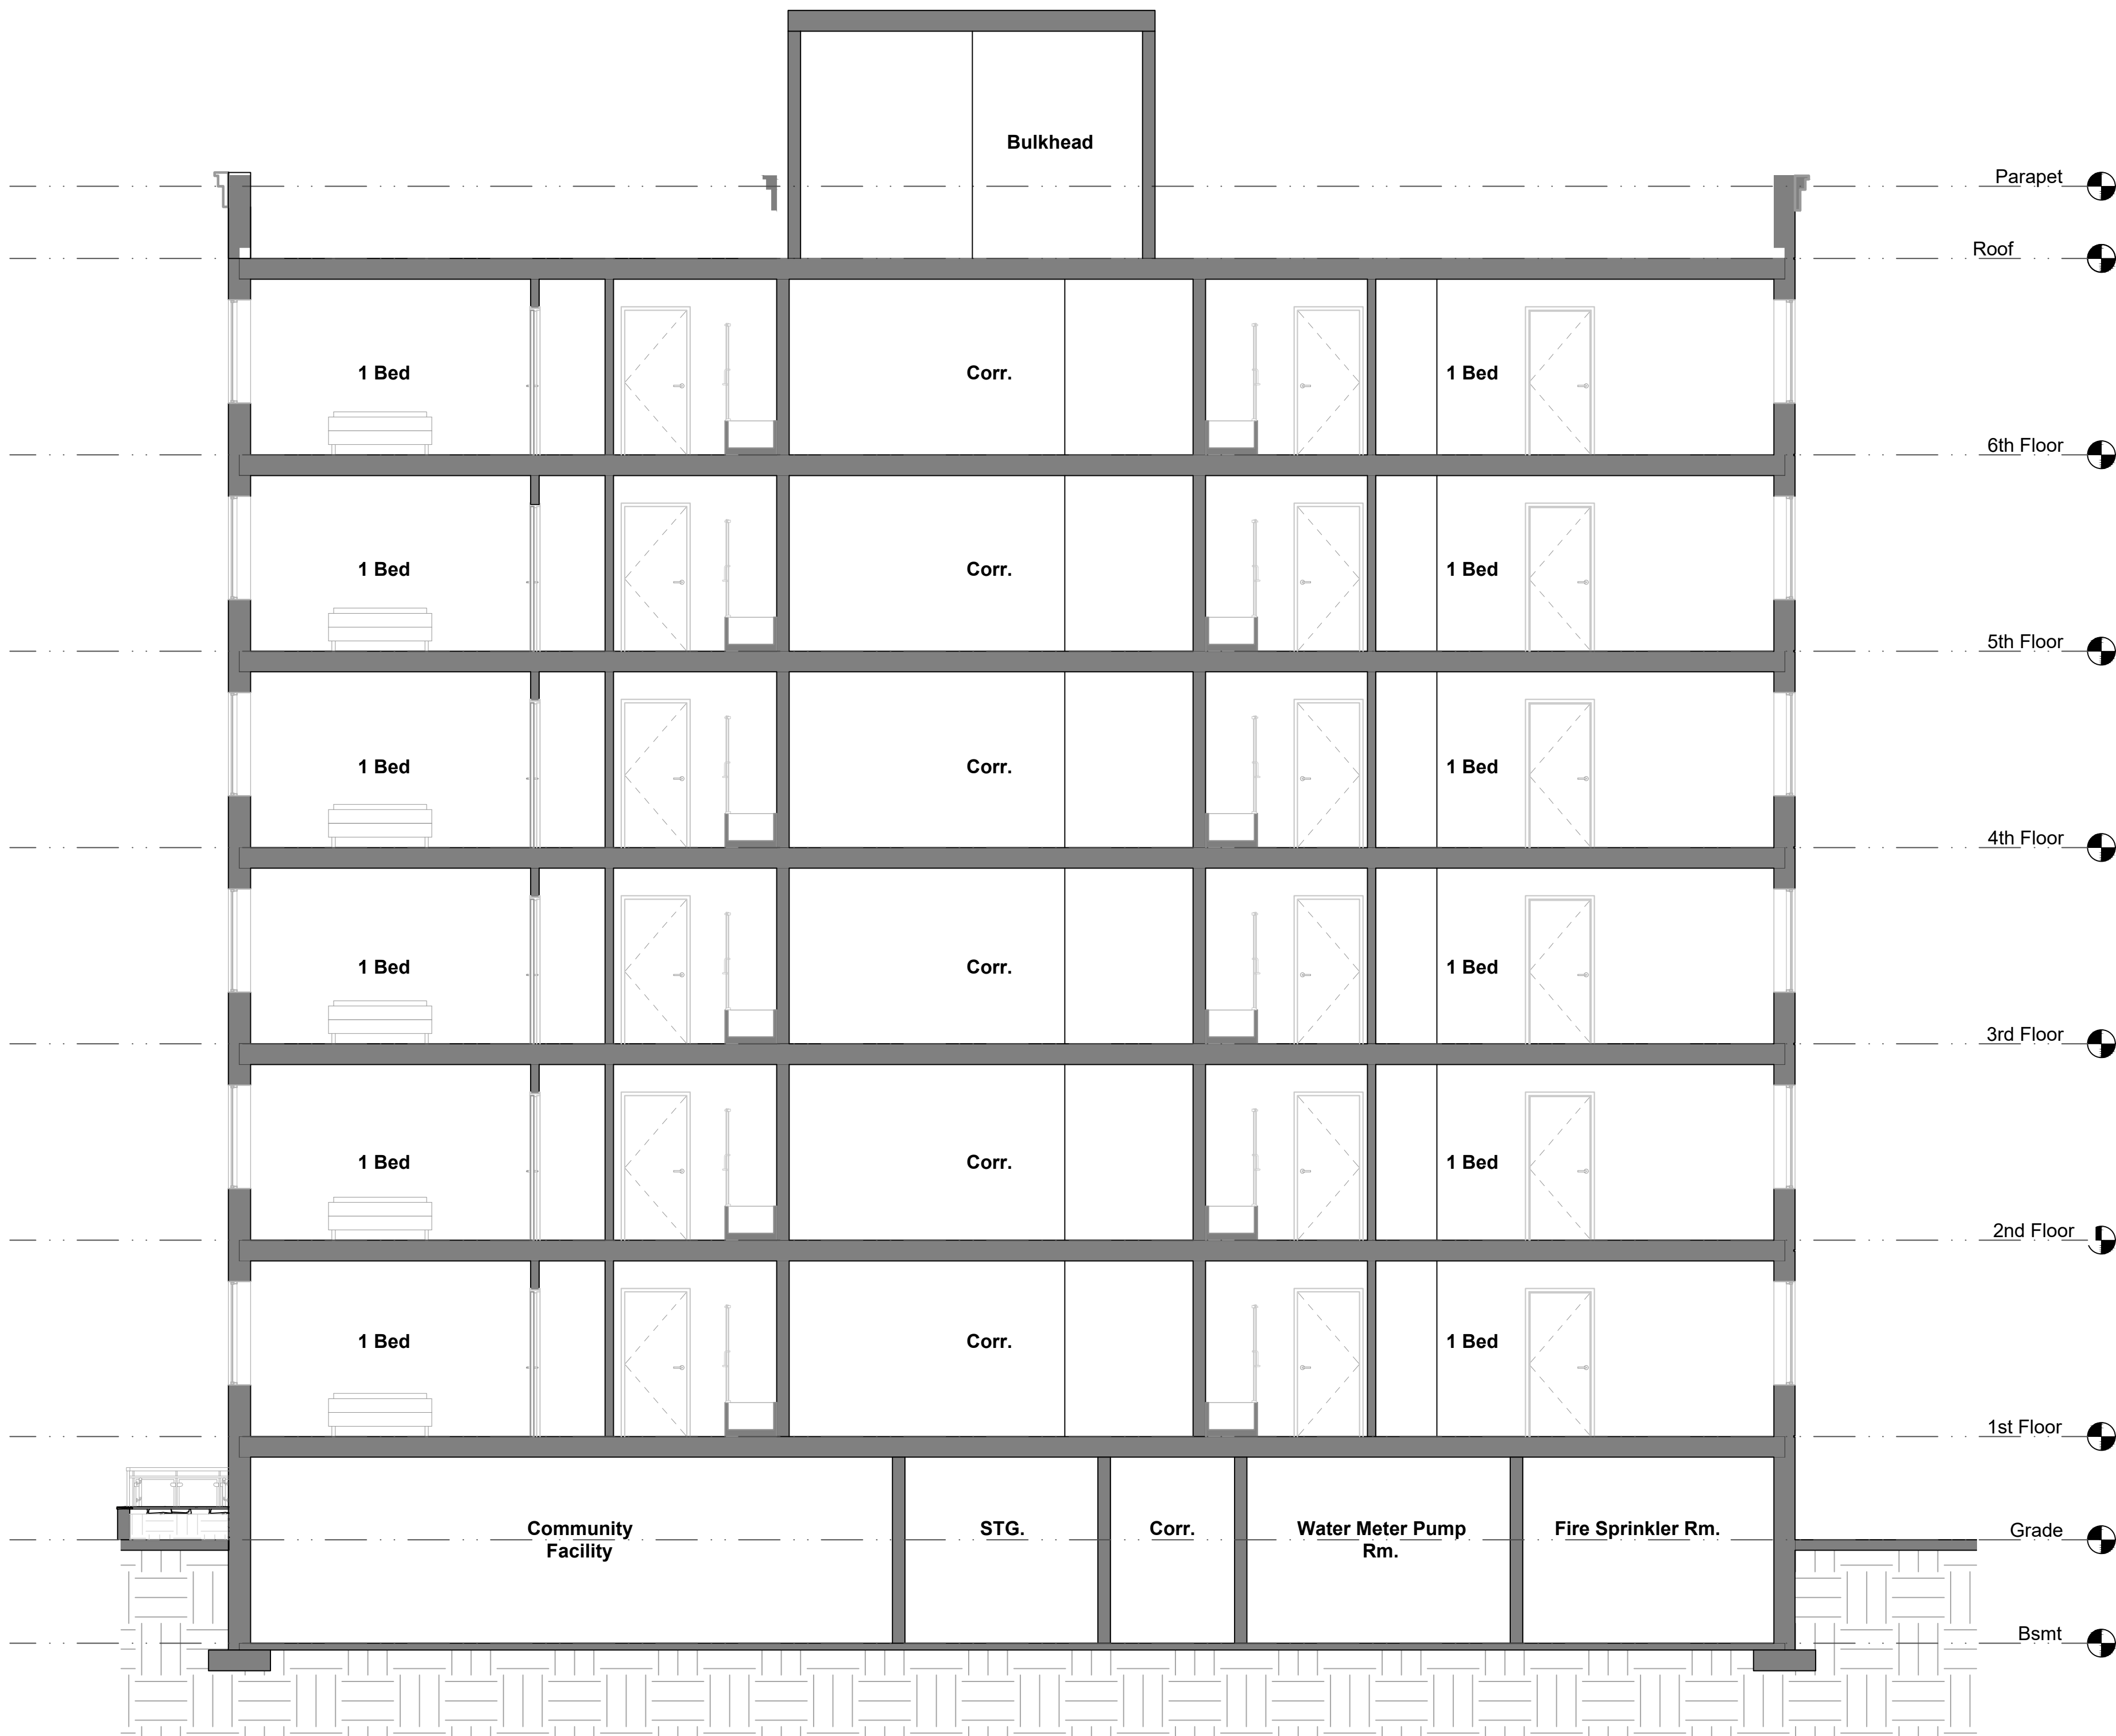 Bulkhead
Parapet
Roof
1 Bed
Corr.
1 Bed
6th Floor
1 Bed
Corr.
1 Bed
5th Floor
1 Bed
Corr.
1 Bed
4th Floor
1 Bed
Corr.
1 Bed
3rd Floor
1 Bed
Corr.
1 Bed
2nd Floor
1 Bed
Corr.
1 Bed
1st Floor
Community
Facility
STG.
Corr.
Water Meter Pump
Rm.
Fire Sprinkler Rm.
Grade
Bsmt